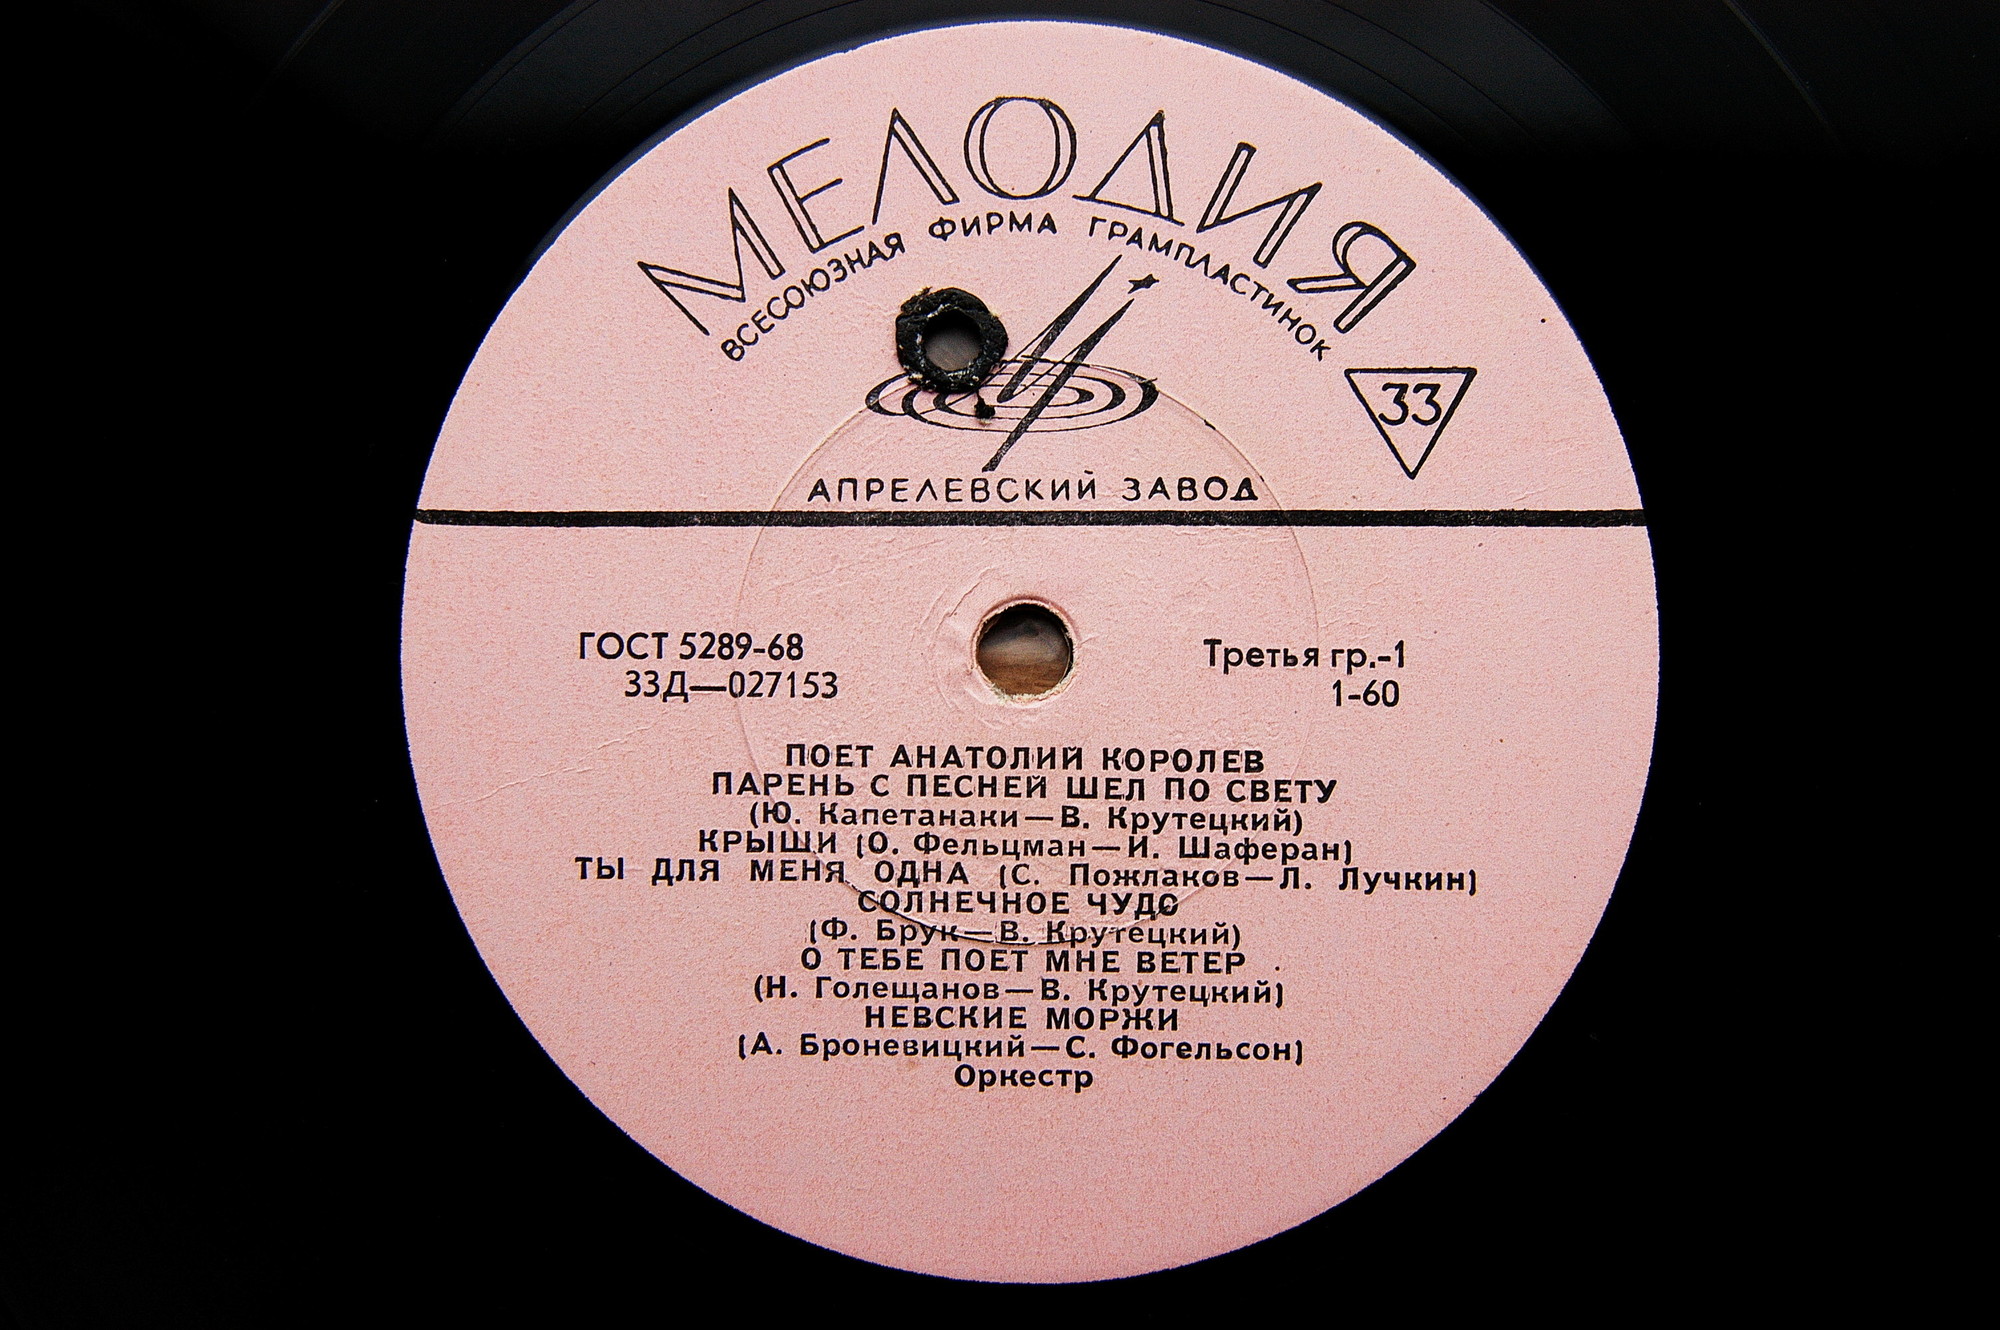 МЕЛОДИЯ
ВСЕСОЮЗНАЯ ФИРМА ГРАМПЛАСТИНОК
33
АПРЕЛЕВСКИЙ ЗАВОД
ГОСТ 5289-68
33Д—027153
Третья гр.-1
1-60
ПОЕТ АНАТОЛИЙ КОРОЛЕВ
ПАРЕНЬ С ПЕСНЕЙ ШЕЛ ПО СВЕТУ
(Ю. Капетанаки—В. Крутецкий)
КРЫШИ (О. Фельцман—И. Шаферан)
ТЫ ДЛЯ МЕНЯ ОДНА (С. Пожлаков—Л. Лучкин)
СОЛНЕЧНОЕ ЧУДО
(Ф. Брук—В. Крутецкий)
О ТЕБЕ ПОЕТ МНЕ ВЕТЕР
(Н. Голещанов—В. Крутецкий)
НЕВСКИЕ МОРЖИ
(А. Броневицкий—С. Фогельсон)
Оркестр